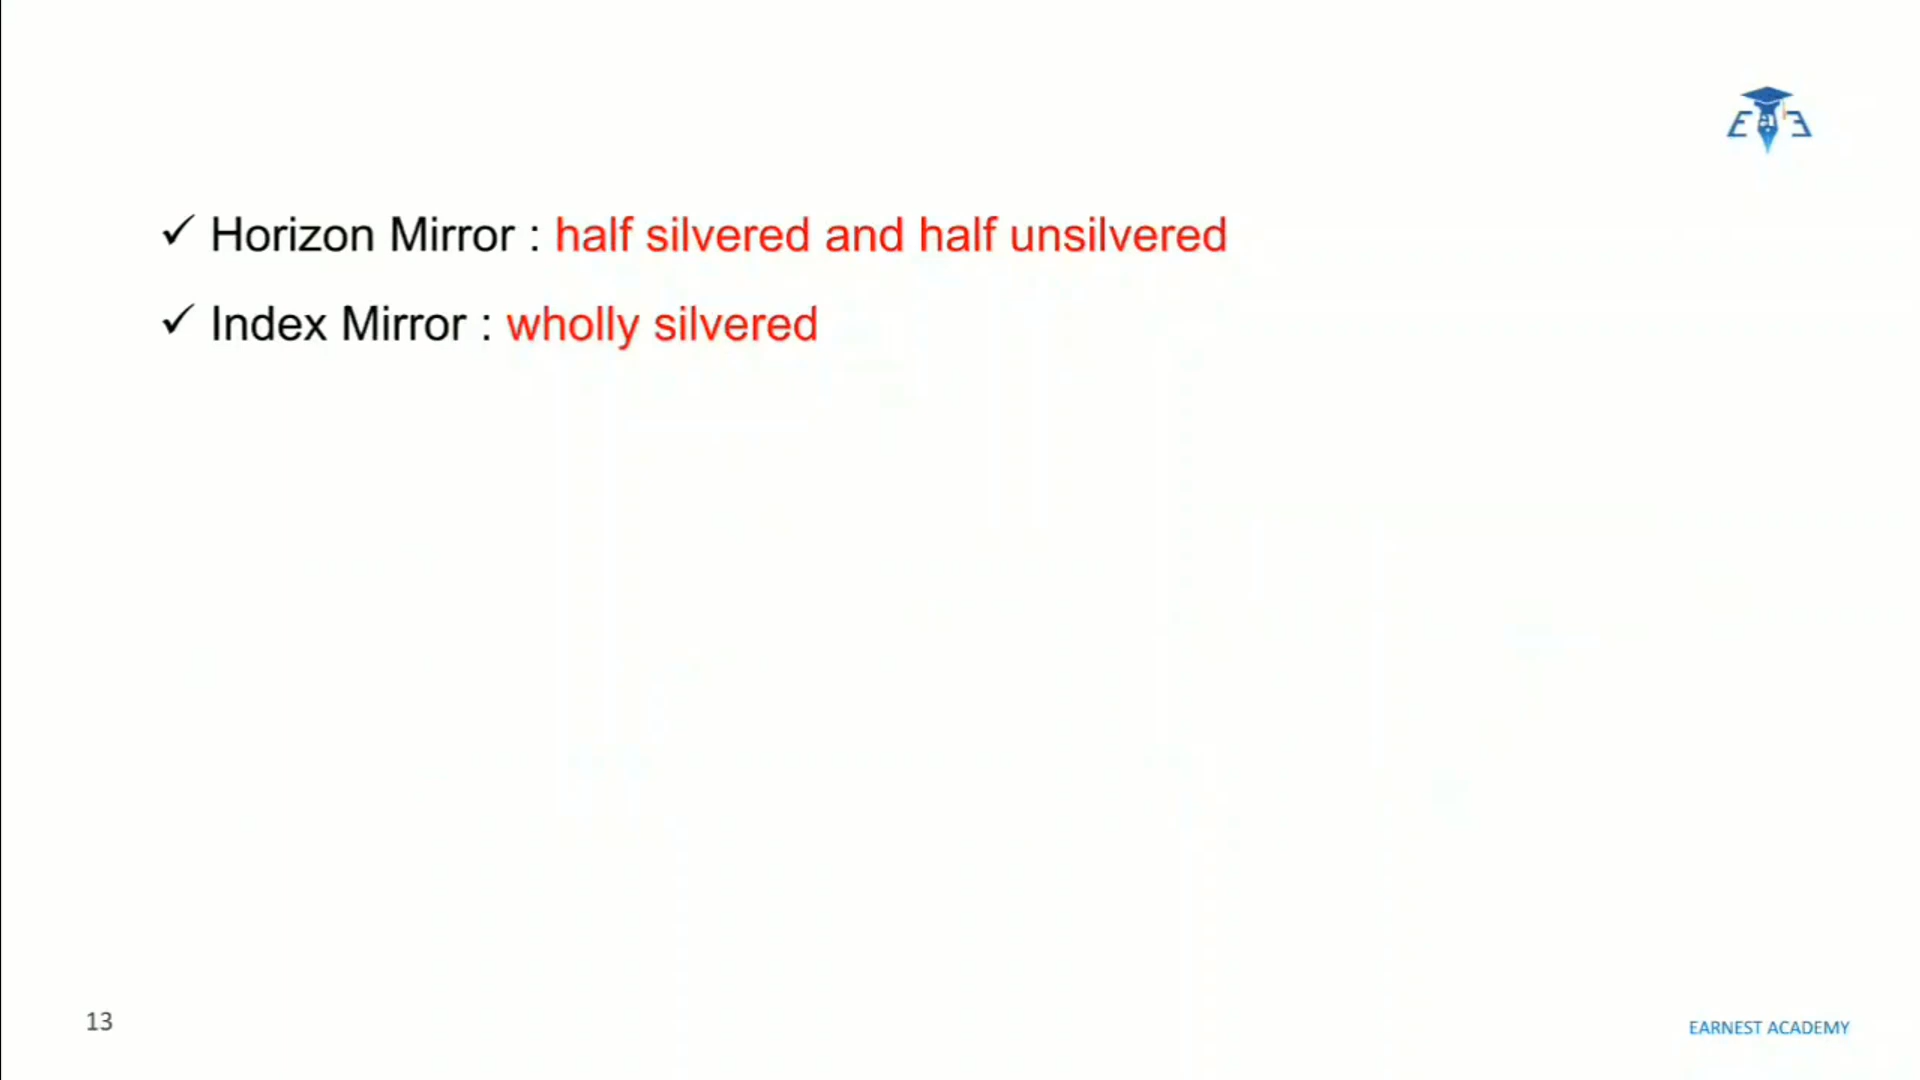 ✓ Horizon Mirror : half silvered and half unsilvered
✓ Index Mirror : wholly silvered
13
EARNEST ACADEMY